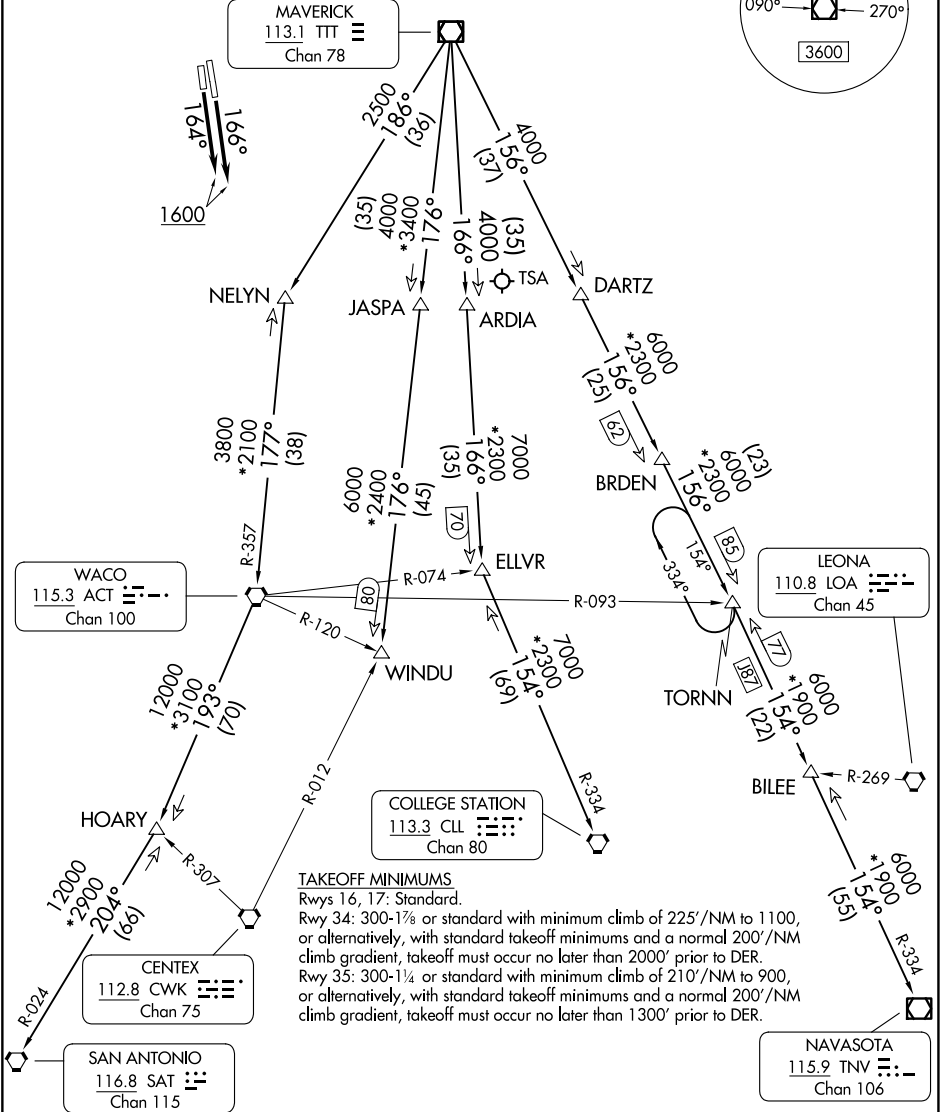 MAVERICK
113.1 TTT
Chan 78
090°
270°
3600
164°
166°
1600
2500
186°
(36)
(35)
4000
*3400
176°
(35)
4000
166°
4000
156°
(37)
TSA
NELYN
JASPA
ARDIA
DARTZ
3800
*2100
177°
(38)
6000
*2400
176°
(45)
7000
*2300
166°
(35)
6000
*2300
156°
(25)
62
BRDEN
(23)
6000
*2300
156°
70
85
154°
334°
R-357
WACO
115.3 ACT
Chan 100
R-074
ELLVR
80
R-093
R-120
WINDU
LEONA
110.8 LOA
Chan 45
TORNN
77
J87
6000
*1900
154°
(22)
7000
*2300
154°
(69)
12000
*3100
193°
(70)
R-012
BILEE
R-269
HOARY
R-307
COLLEGE STATION
113.3 CLL
Chan 80
R-334
12000
*2900
204°
(66)
R-024
6000
*1900
154°
(55)
R-334
CENTEX
112.8 CWK
Chan 75
TAKEOFF MINIMUMS
Rwys 16, 17: Standard.
Rwy 34: 300-1⅞ or standard with minimum climb of 225'/NM to 1100,
or alternatively, with standard takeoff minimums and a normal 200'/NM
climb gradient, takeoff must occur no later than 2000' prior to DER.
Rwy 35: 300-1¼ or standard with minimum climb of 210'/NM to 900,
or alternatively, with standard takeoff minimums and a normal 200'/NM
climb gradient, takeoff must occur no later than 1300' prior to DER.
SAN ANTONIO
116.8 SAT
Chan 115
NAVASOTA
115.9 TNV
Chan 106